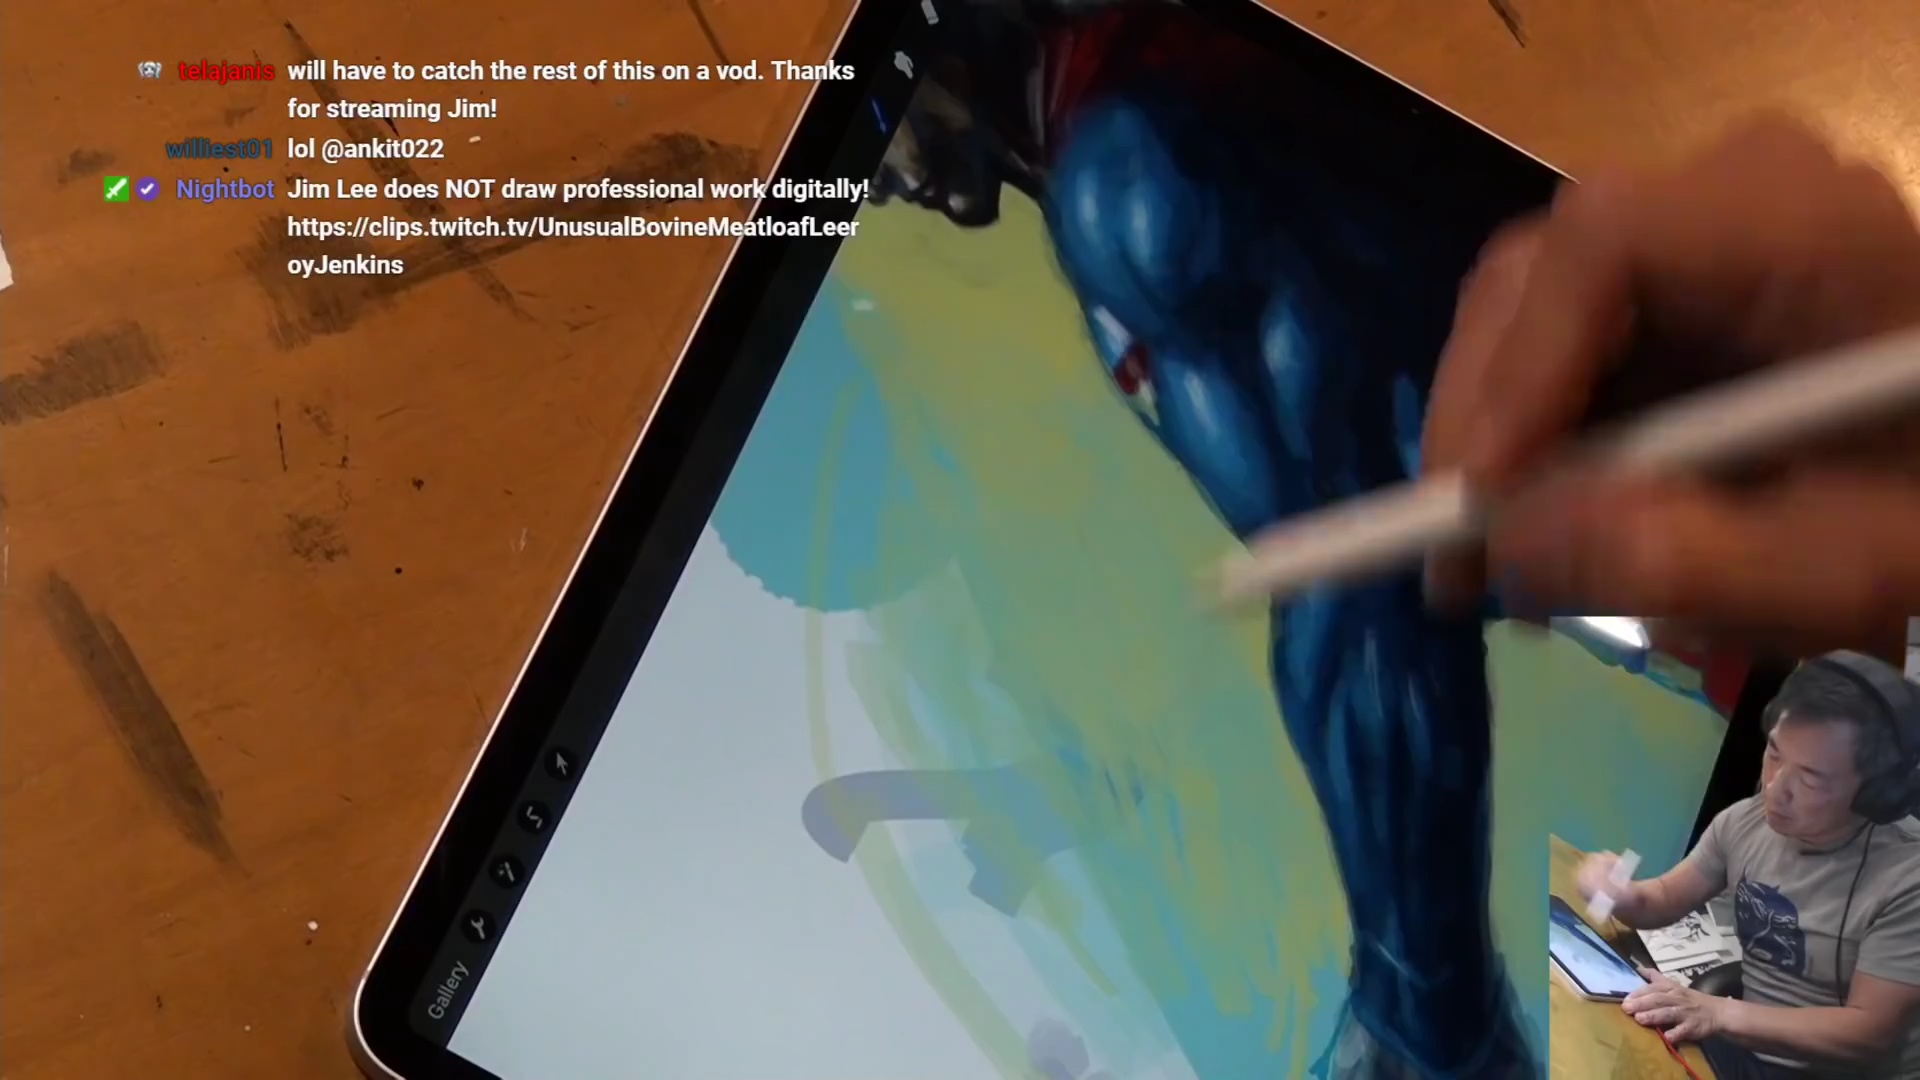 telajanis will have to catch the rest of this on a vod. Thanks
for streaming Jim!
williest01 lol @ankit022
Nightbot Jim Lee does NOT draw professional work digitally!
https://clips.twitch.tv/UnusualBovineMeatloafLeer
oyJenkins
Gallery